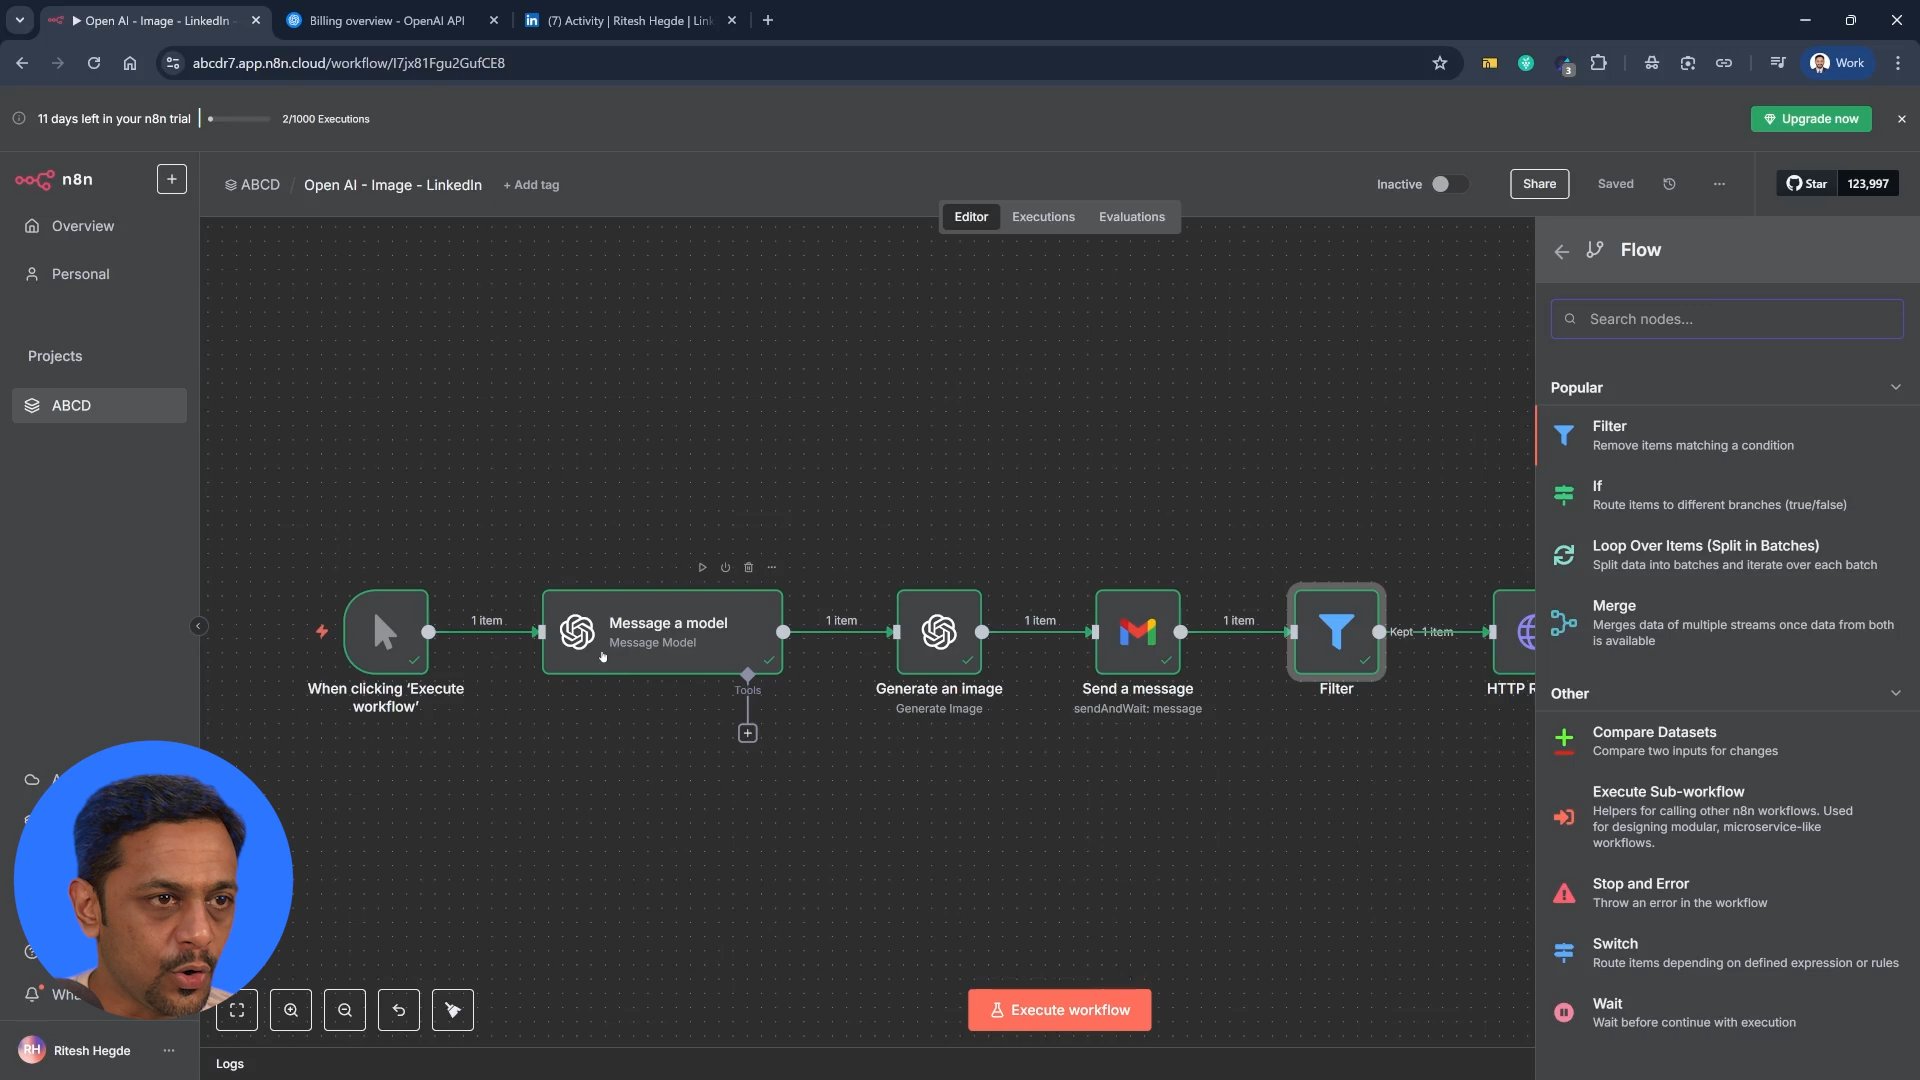 Open AI - Image - LinkedIn -
Billing overview - OpenAI API
in (7) Activity | Ritesh Hegde | Link
abcdr7.app.n8n.cloud/workflow/I7jx81Fgu2GufCE8
3
Work
11 days left in your n8n trial
2/1000 Executions
Upgrade now
n8n
ABCD / Open AI - Image - LinkedIn + Add tag
Inactive
Share
Saved
Star 123,997
Editor Executions Evaluations
Overview
Personal
Projects
ABCD
Flow
Search nodes...
Popular
Filter
Remove items matching a condition
If
Route items to different branches (true/false)
Loop Over Items (Split in Batches)
Split data into batches and iterate over each batch
Merge
Merges data of multiple streams once data from both
is available
Other
Compare Datasets
Compare two inputs for changes
Execute Sub-workflow
Helpers for calling other n8n workflows. Used
for designing modular, microservice-like
workflows.
Stop and Error
Throw an error in the workflow
Switch
Route items depending on defined expression or rules
Wait
Wait before continue with execution
1 item
Message a model
Message Model
1 item
1 item
1 item
Kept 1 item
When clicking ‘Execute
workflow’
Tools
Generate an image
Generate Image
Send a message
sendAndWait: message
Filter
HTTP R
A
Wha
Execute workflow
RH Ritesh Hegde
Logs